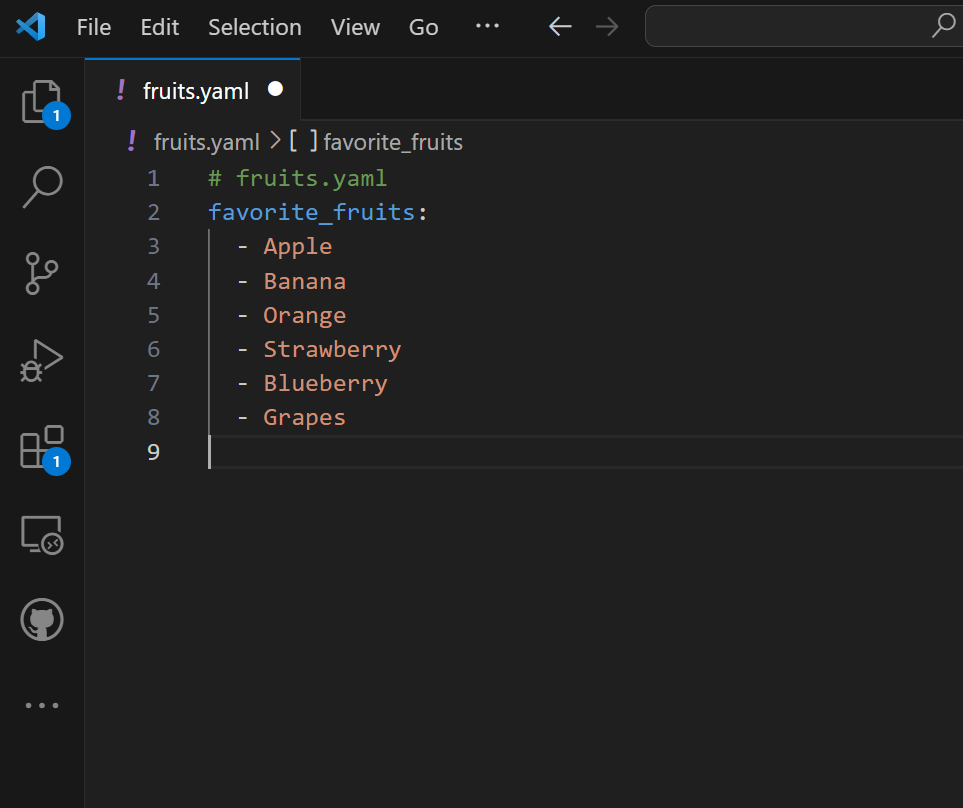 File Edit Selection View Go ...
! fruits.yaml
! fruits.yaml > [ ] favorite_fruits
1 # fruits.yaml
2 favorite_fruits:
3   - Apple
4   - Banana
5   - Orange
6   - Strawberry
7   - Blueberry
8   - Grapes
9
1
1